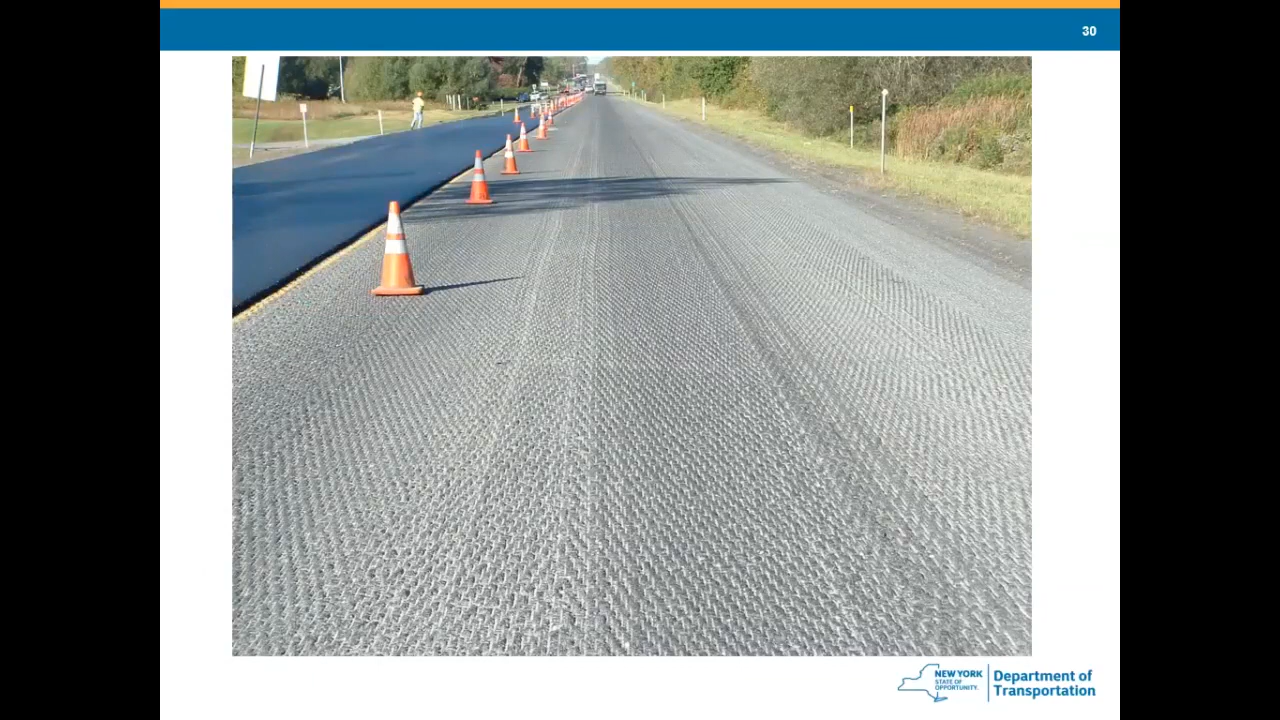 30
NEW YORK
STATE OF
OPPORTUNITY.
Department of
Transportation